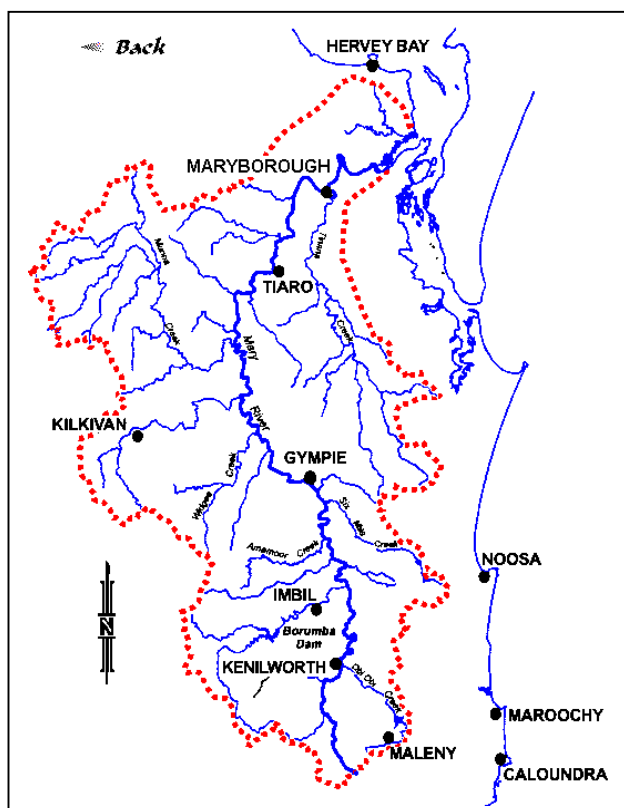 Back
HERVEY BAY
MARYBOROUGH
Tinana
Creek
TIARO
Munna
Creek
Mary
River
KILKIVAN
GYMPIE
Widgee Creek
Six Mile Creek
Amamoor Creek
NOOSA
IMBIL
Borumba
Dam
N
KENILWORTH
Obi Obi Creek
MAROOCHY
MALENY
CALOUNDRA